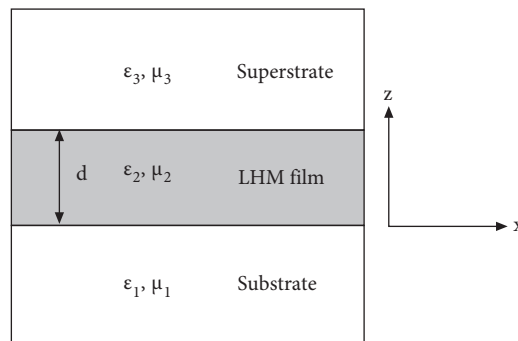 ε₃, μ₃ Superstrate
z
d ε₂, μ₂ LHM film
x
ε₁, μ₁ Substrate